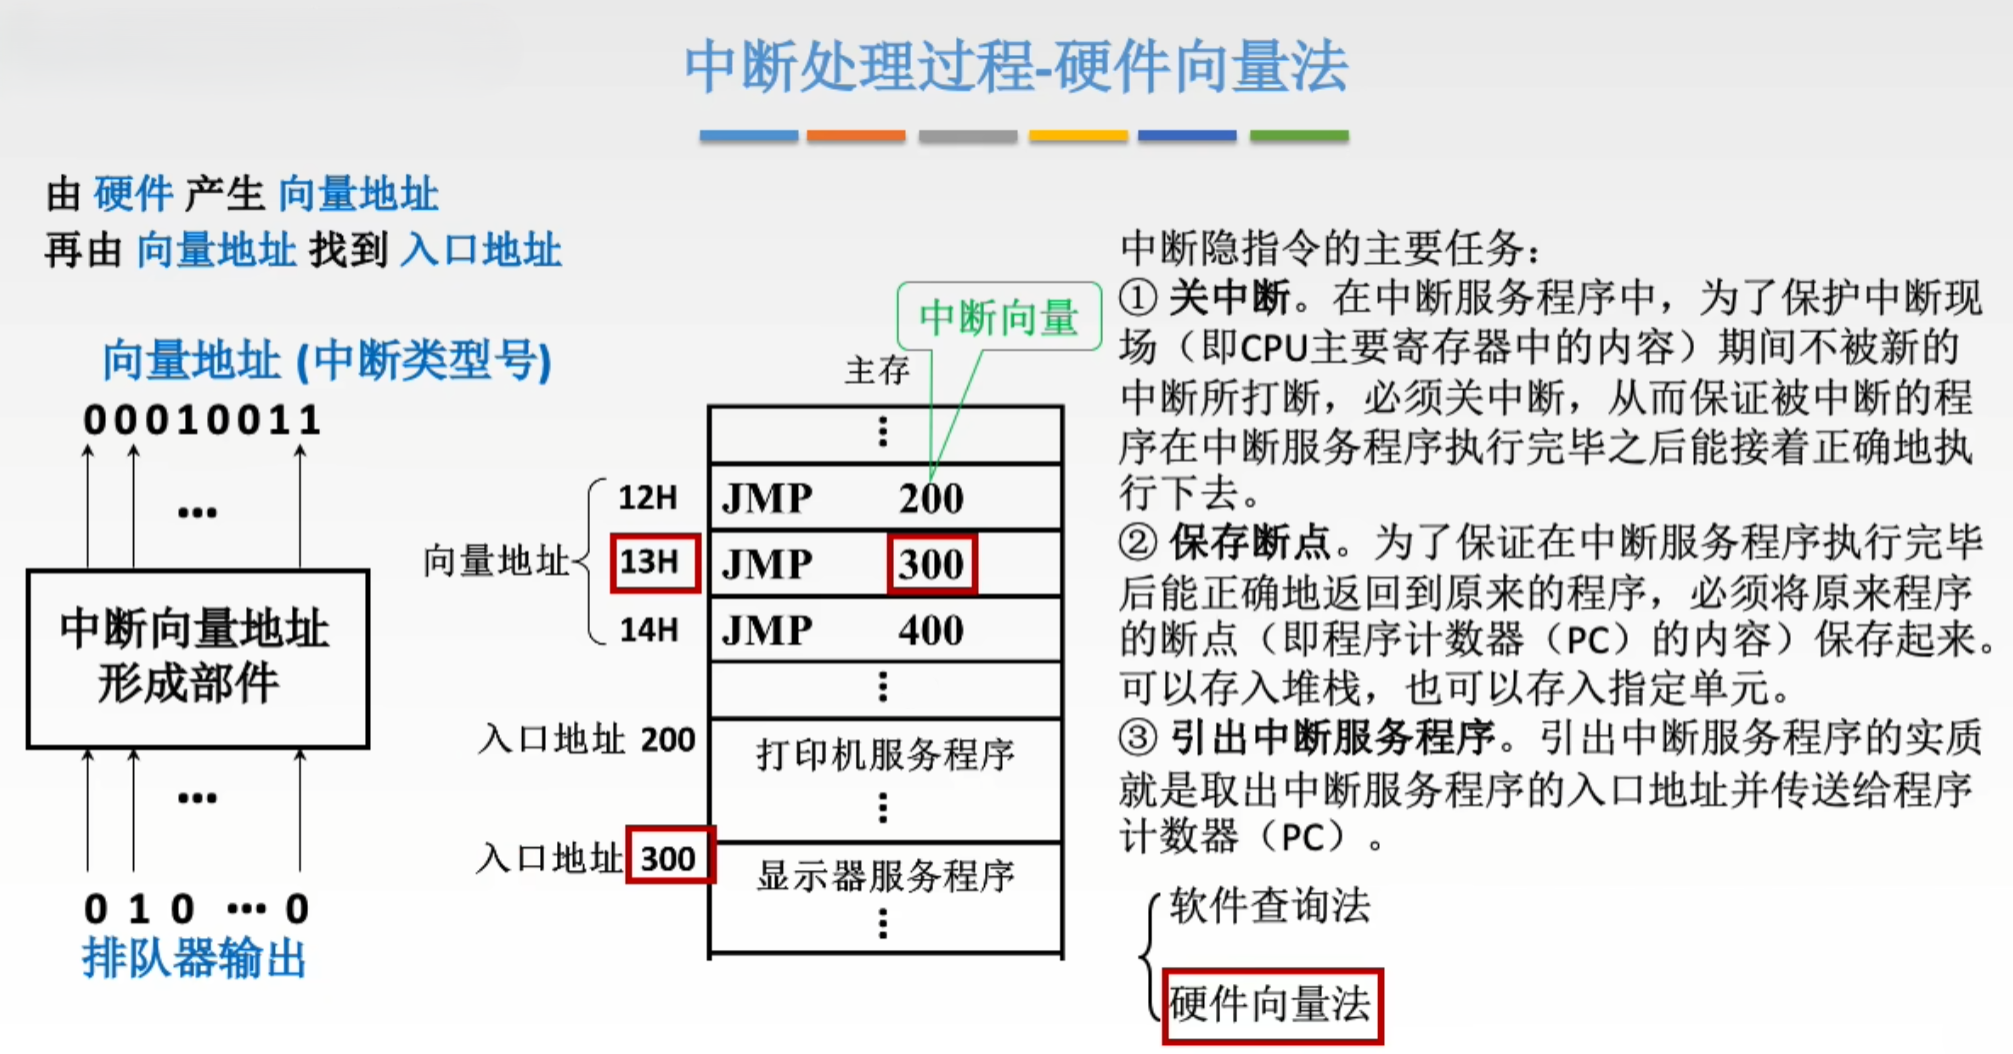 中断处理过程-硬件向量法
由 硬件 产生 向量地址
再由 向量地址 找到 入口地址
向量地址 (中断类型号)
00010011
…
中断向量地址
形成部件
…
0 1 0 … 0
排队器输出
中断向量
主存
⋮
向量地址
12H JMP 200
13H JMP 300
14H JMP 400
⋮
入口地址 200 打印机服务程序
⋮
入口地址 300 显示器服务程序
⋮
中断隐指令的主要任务：
① 关中断。在中断服务程序中，为了保护中断现
场（即CPU主要寄存器中的内容）期间不被新的
中断所打断，必须关中断，从而保证被中断的程
序在中断服务程序执行完毕之后能接着正确地执
行下去。
② 保存断点。为了保证在中断服务程序执行完毕
后能正确地返回到原来的程序，必须将原来程序
的断点（即程序计数器（PC）的内容）保存起来。
可以存入堆栈，也可以存入指定单元。
③ 引出中断服务程序。引出中断服务程序的实质
就是取出中断服务程序的入口地址并传送给程序
计数器（PC）。
软件查询法
硬件向量法